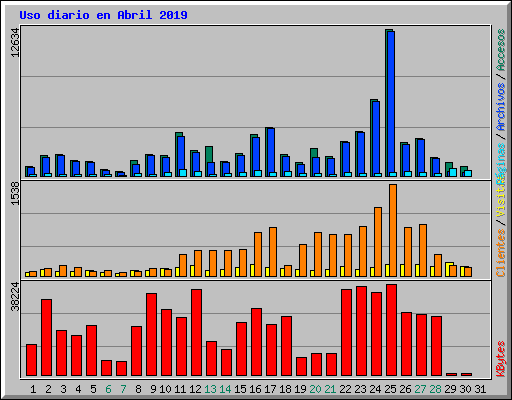 Uso diario en Abril 2019
12634
1538
38224
KBytes
Clientes / Visitas
Páginas / Archivos / Accesos
1 2 3 4 5 6 7 8 9 10 11 12 13 14 15 16 17 18 19 20 21 22 23 24 25 26 27 28 29 30 31